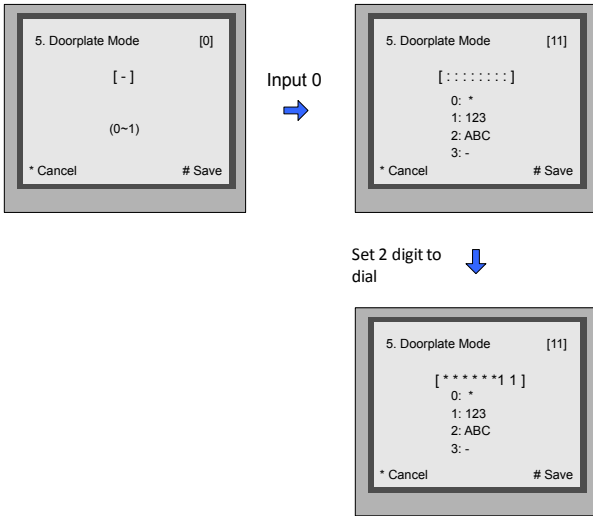 5. Doorplate Mode [0]
[ - ]
(0~1)
* Cancel # Save
Input 0
5. Doorplate Mode [11]
[ : : : : : : : : ]
0: *
1: 123
2: ABC
3: -
* Cancel # Save
Set 2 digit to
dial
5. Doorplate Mode [11]
[ * * * * * *1 1 ]
0: *
1: 123
2: ABC
3: -
* Cancel # Save